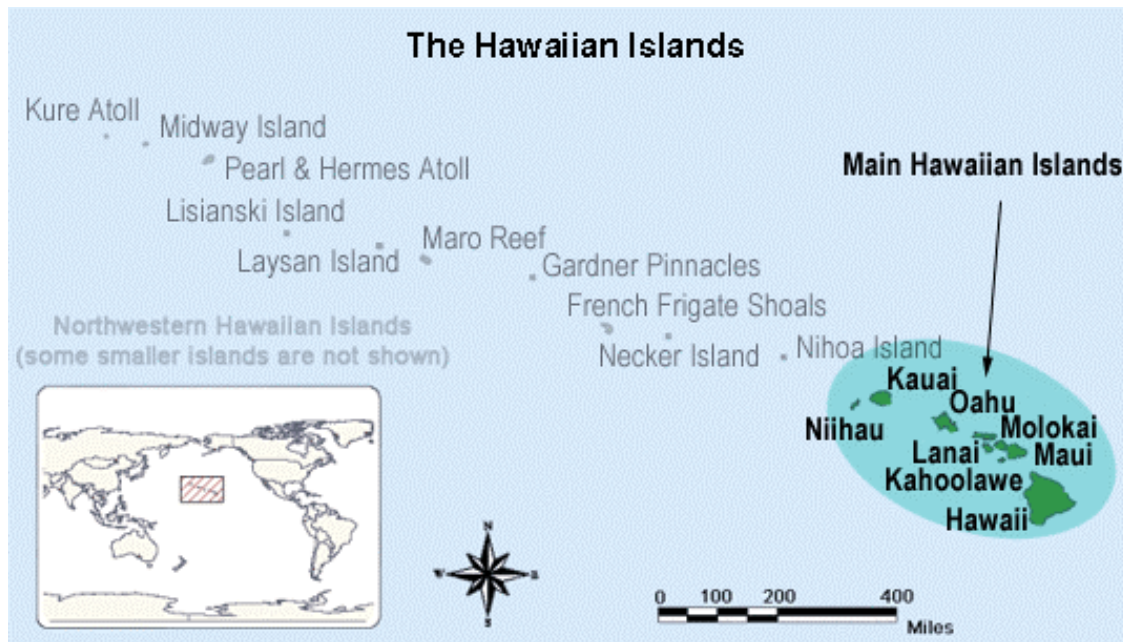 The Hawaiian Islands
Kure Atoll
Midway Island
Pearl & Hermes Atoll
Main Hawaiian Islands
Lisianski Island
Maro Reef
Laysan Island
Gardner Pinnacles
French Frigate Shoals
Northwestern Hawaiian Islands
(some smaller islands are not shown)
Necker Island
Nihoa Island
Kauai
Oahu
Niihau
Molokai
Lanai
Maui
Kahoolawe
Hawaii
N
W
E
S
0 100 200 400
Miles